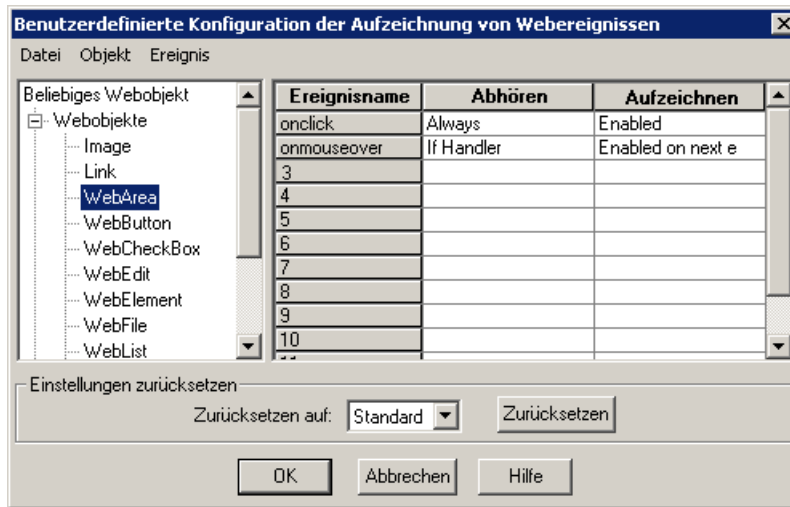 Benutzerdefinierte Konfiguration der Aufzeichnung von Webereignissen
Datei Objekt Ereignis
Beliebiges Webobjekt
Webobjekte
Image
Link
WebArea
WebButton
WebCheckBox
WebEdit
WebElement
WebFile
WebList
Ereignisname Abhören Aufzeichnen
onclick Always Enabled
onmouseover If Handler Enabled on next e
3
4
5
6
7
8
9
10
Einstellungen zurücksetzen
Zurücksetzen auf: Standard Zurücksetzen
OK Abbrechen Hilfe